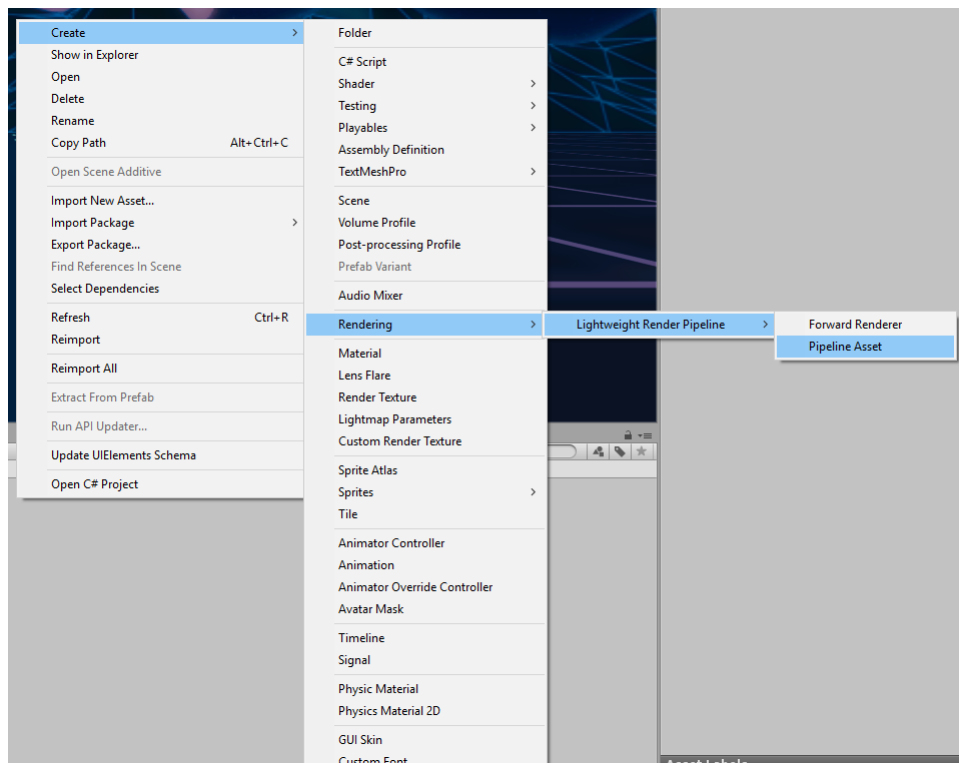 Create
Show in Explorer
Open
Delete
Rename
Copy Path Alt+Ctrl+C
Open Scene Additive
Import New Asset...
Import Package
Export Package...
Find References In Scene
Select Dependencies
Refresh Ctrl+R
Reimport
Reimport All
Extract From Prefab
Run API Updater...
Update UIElements Schema
Open C# Project
Folder
C# Script
Shader
Testing
Playables
Assembly Definition
TextMeshPro
Scene
Volume Profile
Post-processing Profile
Prefab Variant
Audio Mixer
Rendering
Material
Lens Flare
Render Texture
Lightmap Parameters
Custom Render Texture
Sprite Atlas
Sprites
Tile
Animator Controller
Animation
Animator Override Controller
Avatar Mask
Timeline
Signal
Physic Material
Physics Material 2D
GUI Skin
Custom Font
Lightweight Render Pipeline
Forward Renderer
Pipeline Asset
Asset Labels